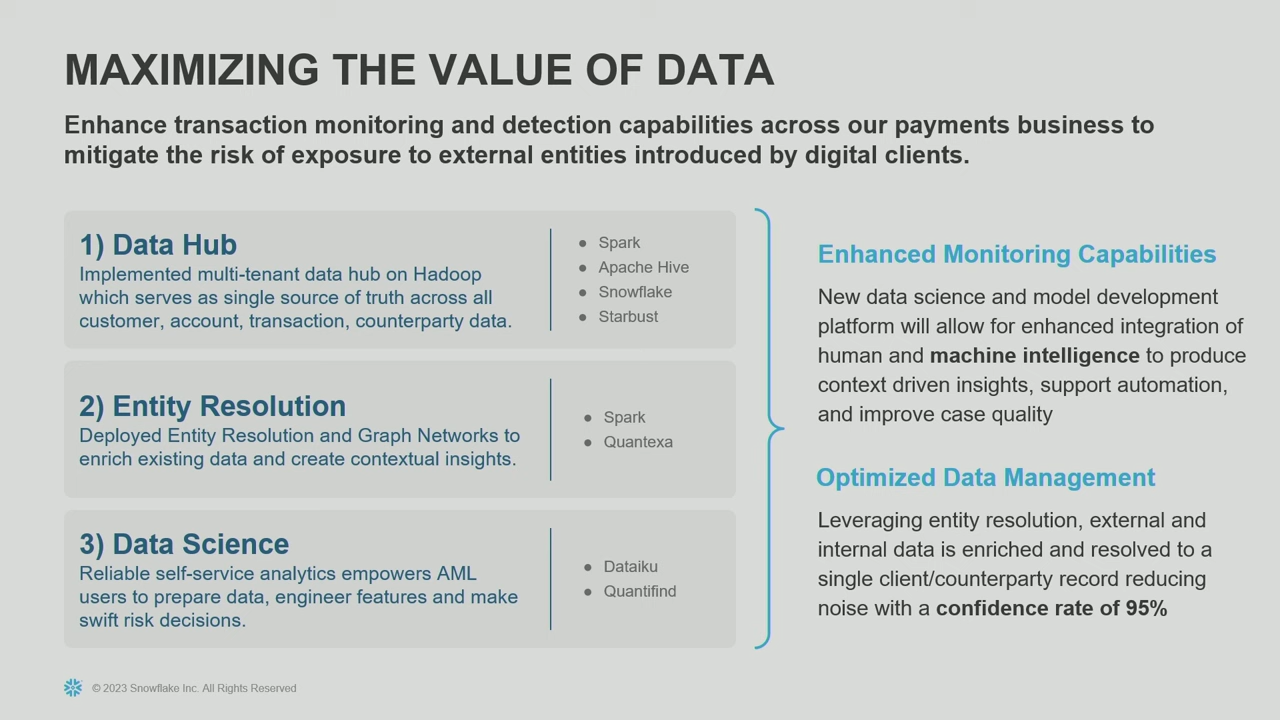 MAXIMIZING THE VALUE OF DATA
Enhance transaction monitoring and detection capabilities across our payments business to
mitigate the risk of exposure to external entities introduced by digital clients.
1) Data Hub
Implemented multi-tenant data hub on Hadoop
which serves as single source of truth across all
customer, account, transaction, counterparty data.
● Spark
● Apache Hive
● Snowflake
● Starbust
2) Entity Resolution
Deployed Entity Resolution and Graph Networks to
enrich existing data and create contextual insights.
● Spark
● Quantexa
3) Data Science
Reliable self-service analytics empowers AML
users to prepare data, engineer features and make
swift risk decisions.
● Dataiku
● Quantifind
Enhanced Monitoring Capabilities
New data science and model development
platform will allow for enhanced integration of
human and machine intelligence to produce
context driven insights, support automation,
and improve case quality
Optimized Data Management
Leveraging entity resolution, external and
internal data is enriched and resolved to a
single client/counterparty record reducing
noise with a confidence rate of 95%
© 2023 Snowflake Inc. All Rights Reserved